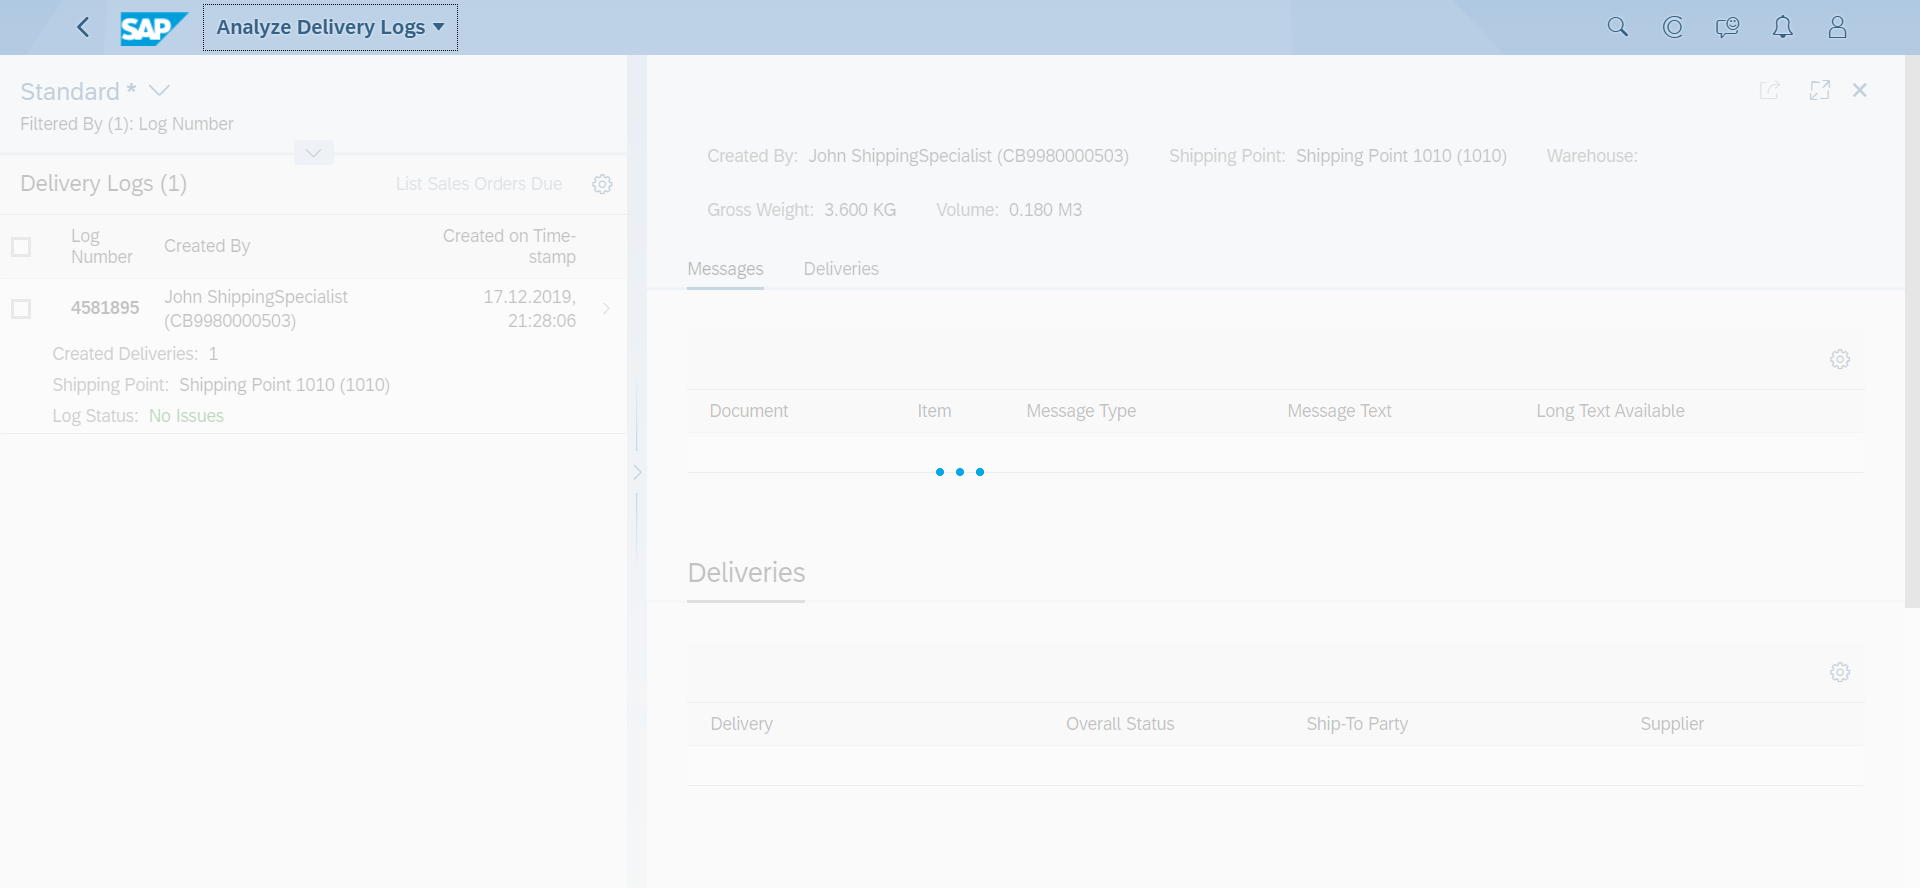 SAP Analyze Delivery Logs
Standard *
Filtered By (1): Log Number
Delivery Logs (1) List Sales Orders Due
Log Number Created By Created on Time-
stamp
4581895 John ShippingSpecialist (CB9980000503) 17.12.2019, 21:28:06
Created Deliveries: 1
Shipping Point: Shipping Point 1010 (1010)
Log Status: No Issues
Created By: John ShippingSpecialist (CB9980000503) Shipping Point: Shipping Point 1010 (1010) Warehouse:
Gross Weight: 3.600 KG Volume: 0.180 M3
Messages Deliveries
Document Item Message Type Message Text Long Text Available
Deliveries
Delivery Overall Status Ship-To Party Supplier